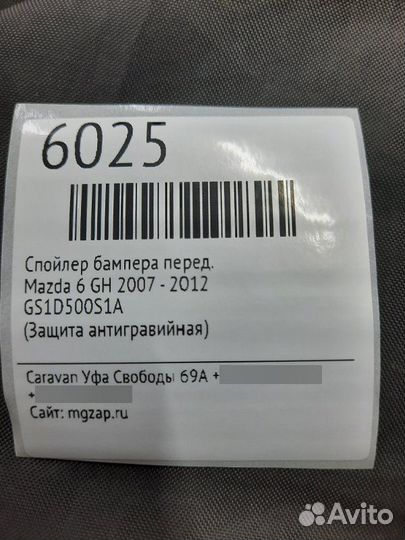 6025
Спойлер бампера перед.
Mazda 6 GH 2007 - 2012
GS1D500S1A
(Защита антигравийная)
Caravan Уфа Свободы 69А +
+
Сайт: mgzap.ru
Avito